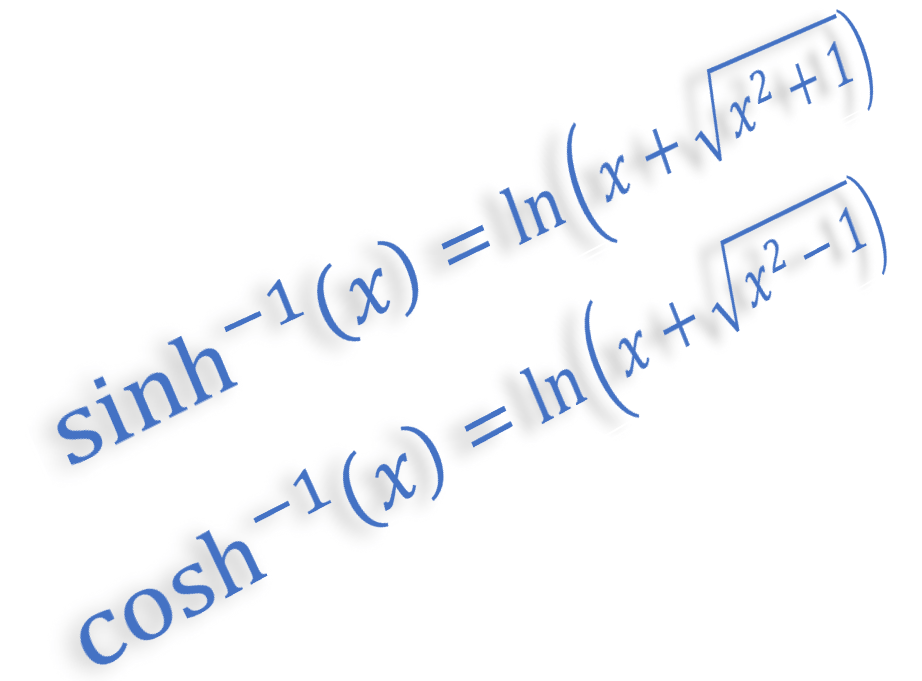 sinh⁻¹(x) = ln(x + √(x² + 1))
cosh⁻¹(x) = ln(x + √(x² − 1))